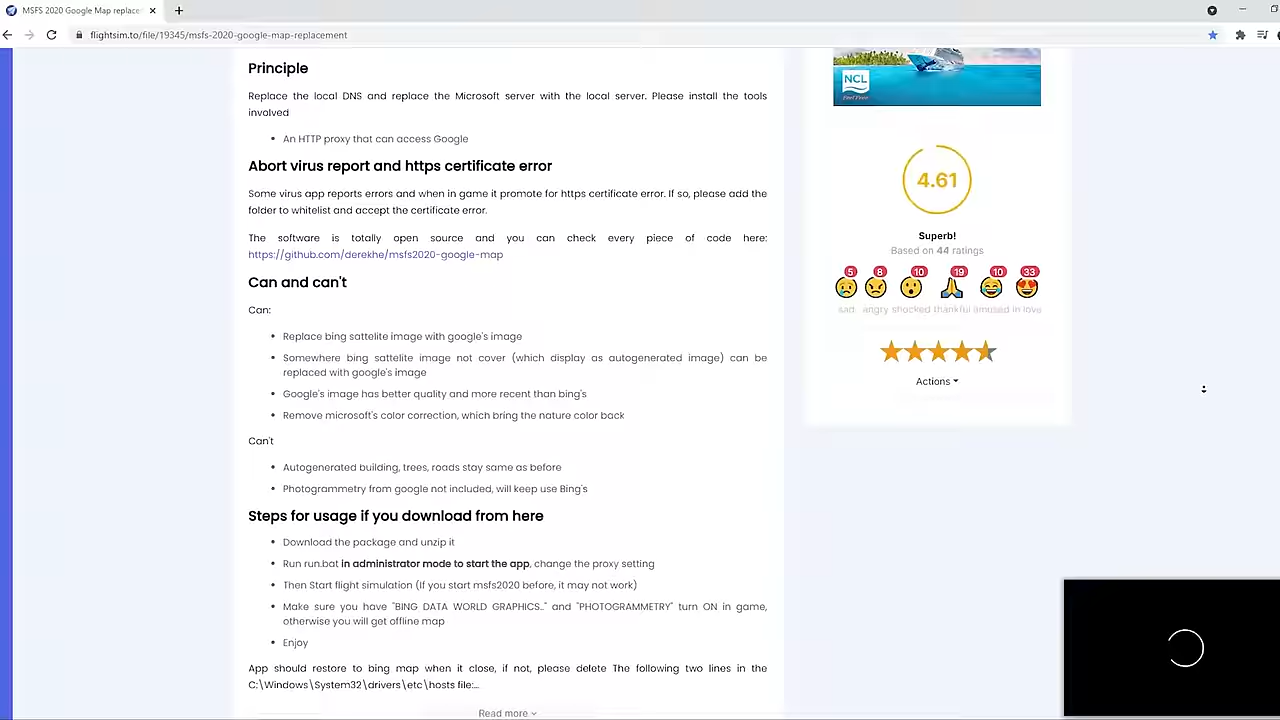 MSFS 2020 Google Map replacem
flightsim.to/file/19345/msfs-2020-google-map-replacement
Principle
Replace the local DNS and replace the Microsoft server with the local server. Please install the tools
involved
An HTTP proxy that can access Google
Abort virus report and https certificate error
Some virus app reports errors and when in game it promote for https certificate error. If so, please add the
folder to whitelist and accept the certificate error.
The software is totally open source and you can check every piece of code here:
https://github.com/derekhe/msfs2020-google-map
Can and can't
Can:
Replace bing sattelite image with google's image
Somewhere bing sattelite image not cover (which display as autogenerated image) can be
replaced with google's image
Google's image has better quality and more recent than bing's
Remove microsoft's color correction, which bring the nature color back
Can't
Autogenerated building, trees, roads stay same as before
Photogrammetry from google not included, will keep use Bing's
Steps for usage if you download from here
Download the package and unzip it
Run run.bat in administrator mode to start the app, change the proxy setting
Then Start flight simulation (If you start msfs2020 before, it may not work)
Make sure you have "BING DATA WORLD GRAPHICS.." and "PHOTOGRAMMETRY" turn ON in game,
otherwise you will get offline map
Enjoy
App should restore to bing map when it close, if not, please delete The following two lines in the
C:\Windows\System32\drivers\etc\hosts file:...
Read more
NCL
Feel Free
4.61
Superb!
Based on 44 ratings
5 8 10 19 10 33
sad angry shocked thankful amused in love
Actions